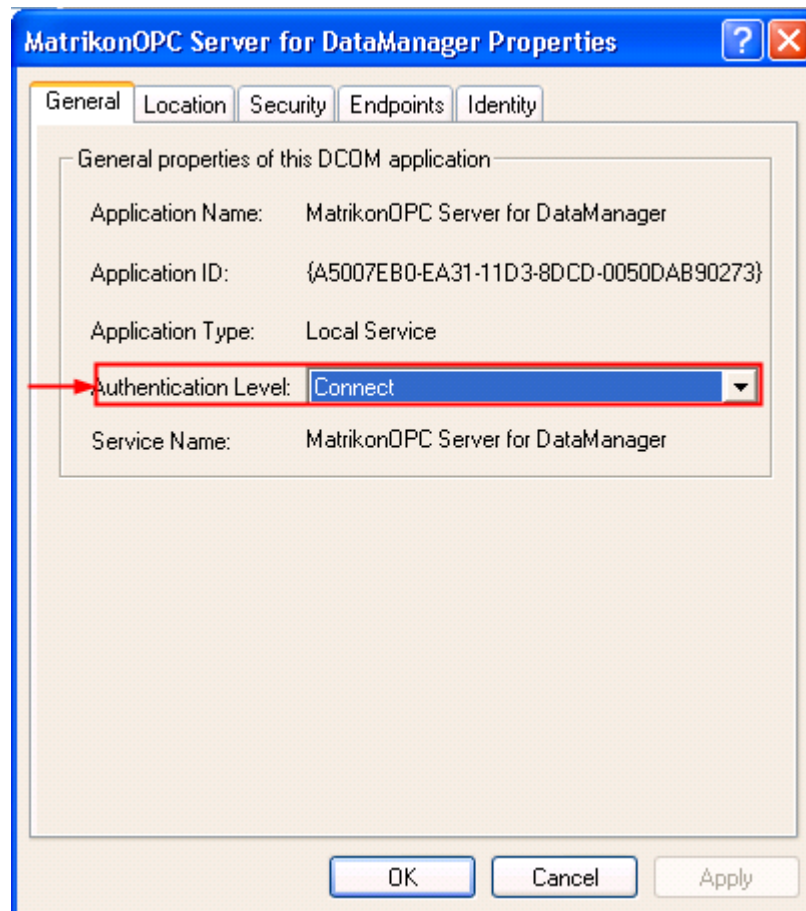 MatrikonOPC Server for DataManager Properties
General Location Security Endpoints Identity
General properties of this DCOM application
Application Name: MatrikonOPC Server for DataManager
Application ID: {A5007EB0-EA31-11D3-8DCD-0050DAB90273}
Application Type: Local Service
Authentication Level: Connect
Service Name: MatrikonOPC Server for DataManager
OK Cancel Apply